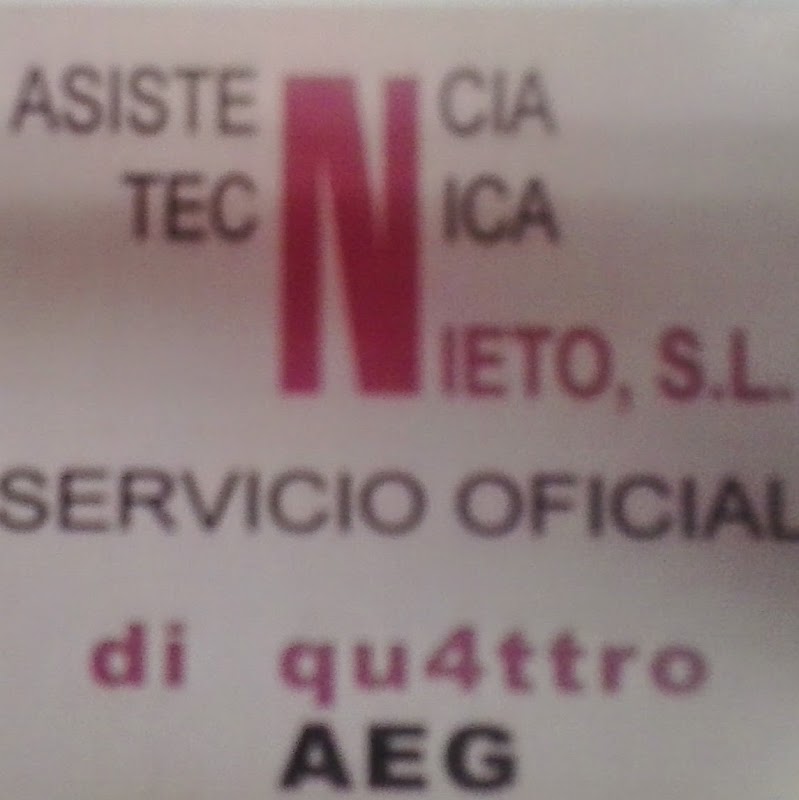 ASISTENCIA
TECNICA
NIETO, S.L.
SERVICIO OFICIAL
di qu4ttro
AEG